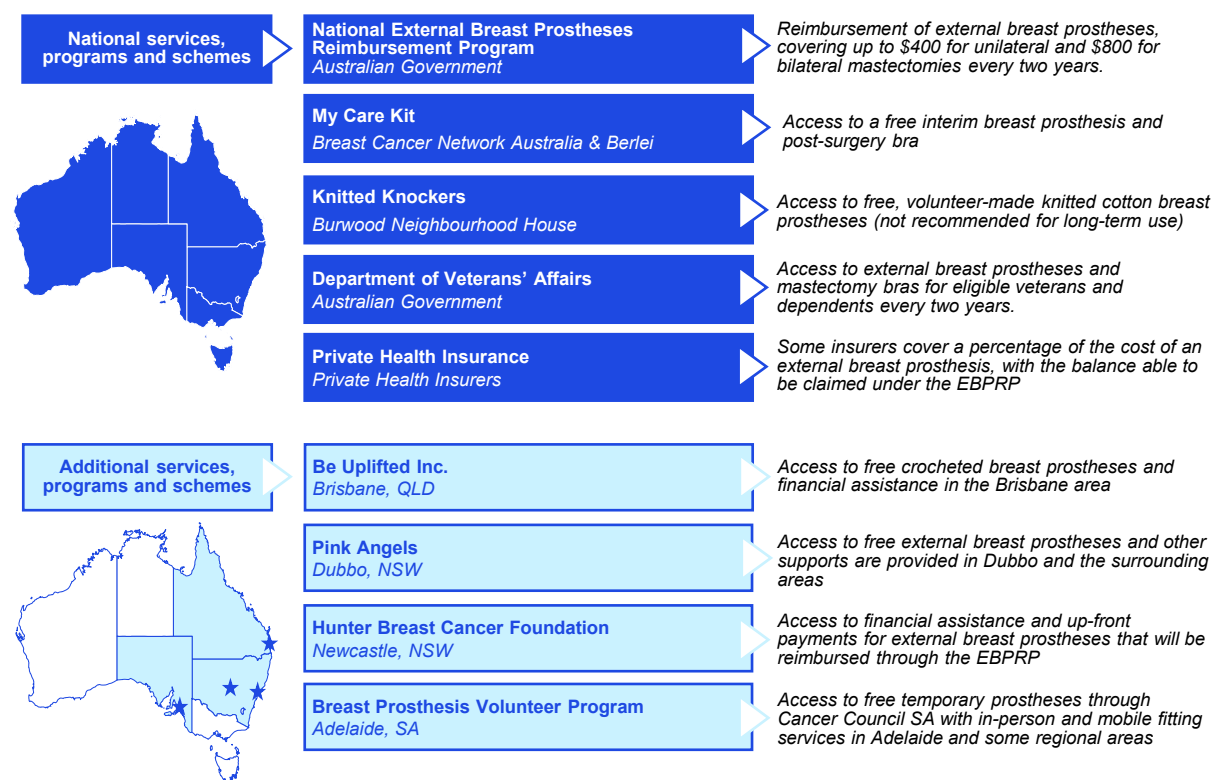 National services,
programs and schemes
National External Breast Prostheses
Reimbursement Program
Australian Government
Reimbursement of external breast prostheses,
covering up to $400 for unilateral and $800 for
bilateral mastectomies every two years.
My Care Kit
Breast Cancer Network Australia & Berlei
Access to a free interim breast prosthesis and
post-surgery bra
Knitted Knockers
Burwood Neighbourhood House
Access to free, volunteer-made knitted cotton breast
prostheses (not recommended for long-term use)
Department of Veterans’ Affairs
Australian Government
Access to external breast prostheses and
mastectomy bras for eligible veterans and
dependents every two years.
Private Health Insurance
Private Health Insurers
Some insurers cover a percentage of the cost of an
external breast prosthesis, with the balance able to
be claimed under the EBPRP
Additional services,
programs and schemes
Be Uplifted Inc.
Brisbane, QLD
Access to free crocheted breast prostheses and
financial assistance in the Brisbane area
Pink Angels
Dubbo, NSW
Access to free external breast prostheses and other
supports are provided in Dubbo and the surrounding
areas
Hunter Breast Cancer Foundation
Newcastle, NSW
Access to financial assistance and up-front
payments for external breast prostheses that will be
reimbursed through the EBPRP
Breast Prosthesis Volunteer Program
Adelaide, SA
Access to free temporary prostheses through
Cancer Council SA with in-person and mobile fitting
services in Adelaide and some regional areas